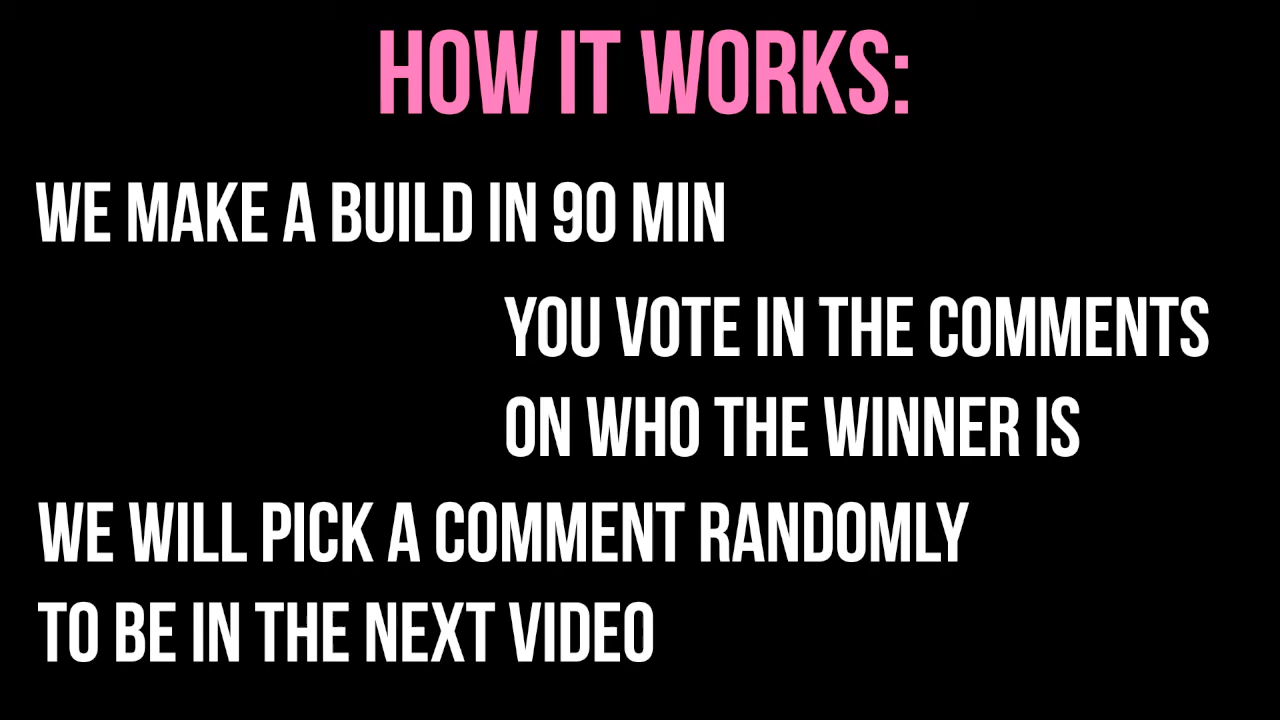 HOW IT WORKS:
WE MAKE A BUILD IN 90 MIN
YOU VOTE IN THE COMMENTS
ON WHO THE WINNER IS
WE WILL PICK A COMMENT RANDOMLY
TO BE IN THE NEXT VIDEO